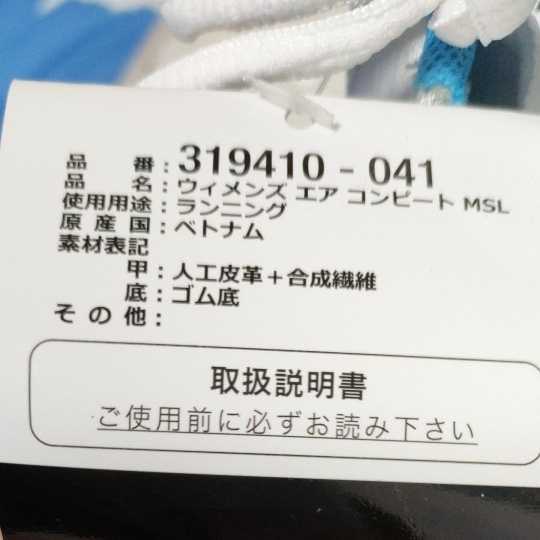 品番：319410 - 041
品名：ウィメンズ エア コンピート MSL
使用用途：ランニング
原産国：ベトナム
素材表記
甲：人工皮革＋合成繊維
底：ゴム底
その他：
取扱説明書
ご使用前に必ずお読み下さい